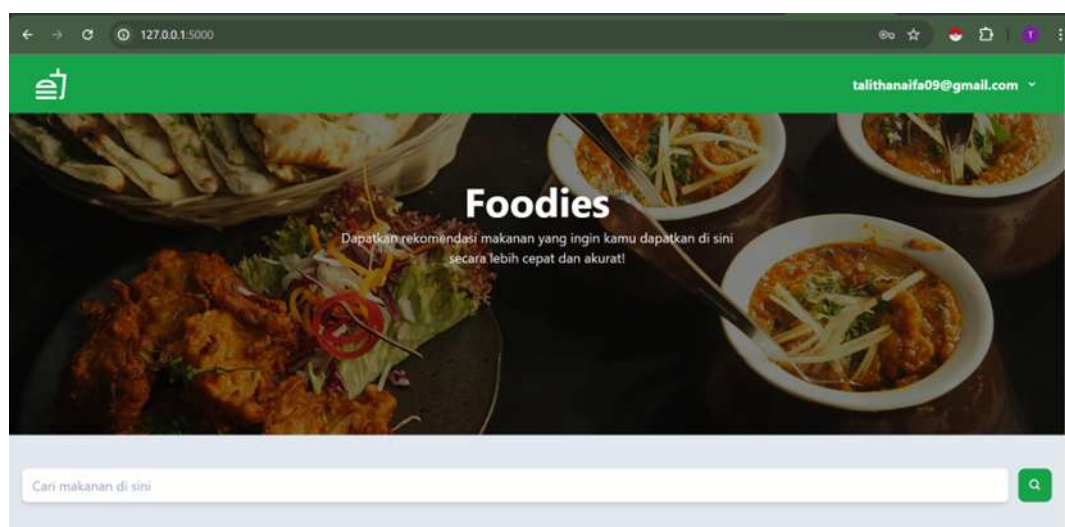 127.0.0.1:5000
T
talithanaifa09@gmail.com
Foodies
Dapatkan rekomendasi makanan yang ingin kamu dapatkan di sini
secara lebih cepat dan akurat!
Cari makanan di sini